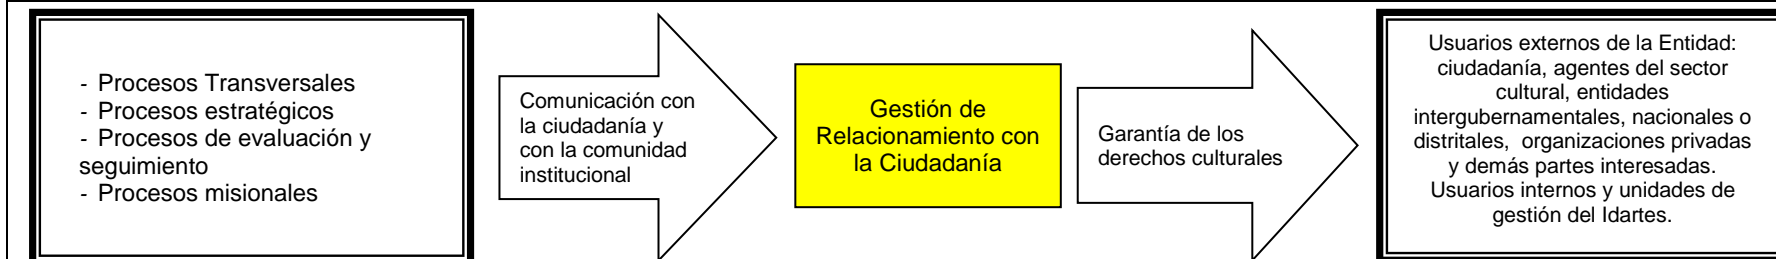 - Procesos Transversales
- Procesos estratégicos
- Procesos de evaluación y
seguimiento
- Procesos misionales
Comunicación con
la ciudadanía y
con la comunidad
institucional
Gestión de
Relacionamiento con
la Ciudadanía
Garantía de los
derechos culturales
Usuarios externos de la Entidad:
ciudadanía, agentes del sector
cultural, entidades
intergubernamentales, nacionales o
distritales, organizaciones privadas
y demás partes interesadas.
Usuarios internos y unidades de
gestión del Idartes.